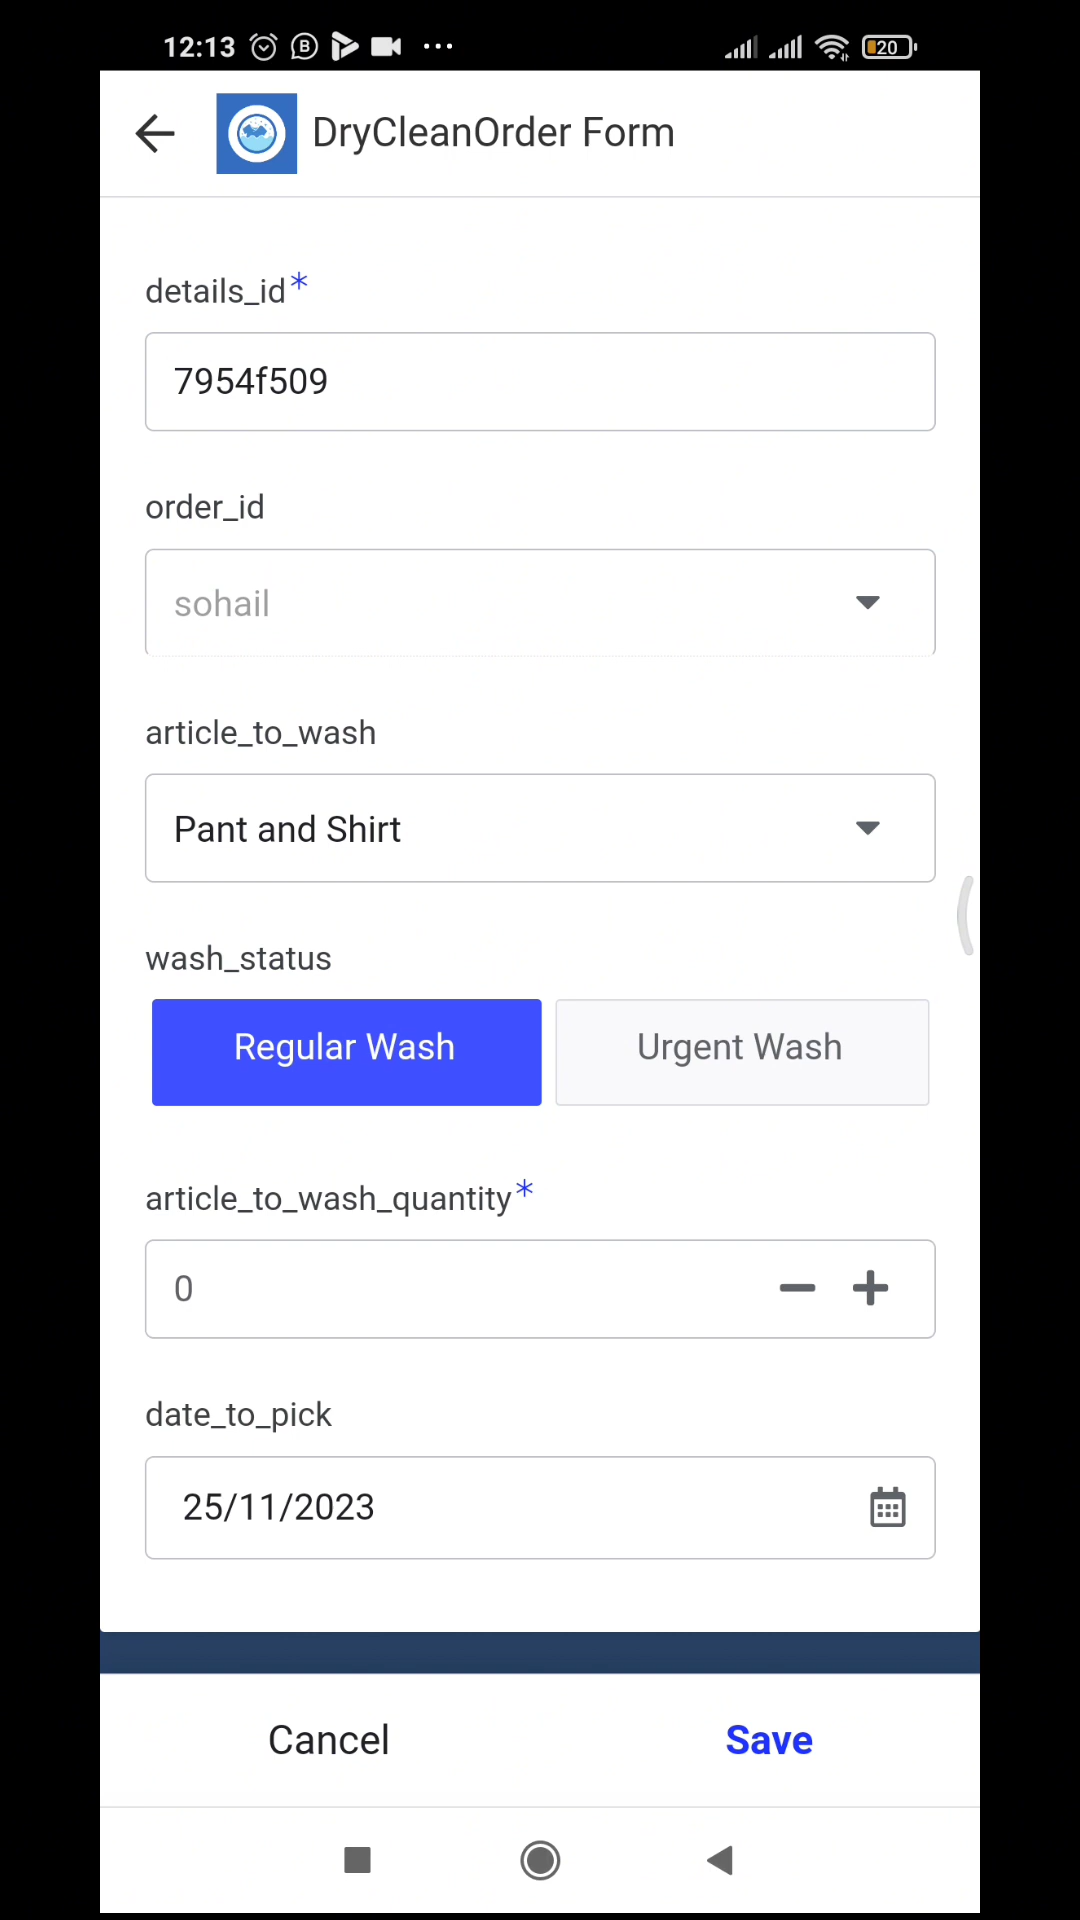 12:13
20
DryCleanOrder Form
details_id*
7954f509
order_id
sohail
article_to_wash
Pant and Shirt
wash_status
Regular Wash
Urgent Wash
article_to_wash_quantity*
0
date_to_pick
25/11/2023
Cancel
Save